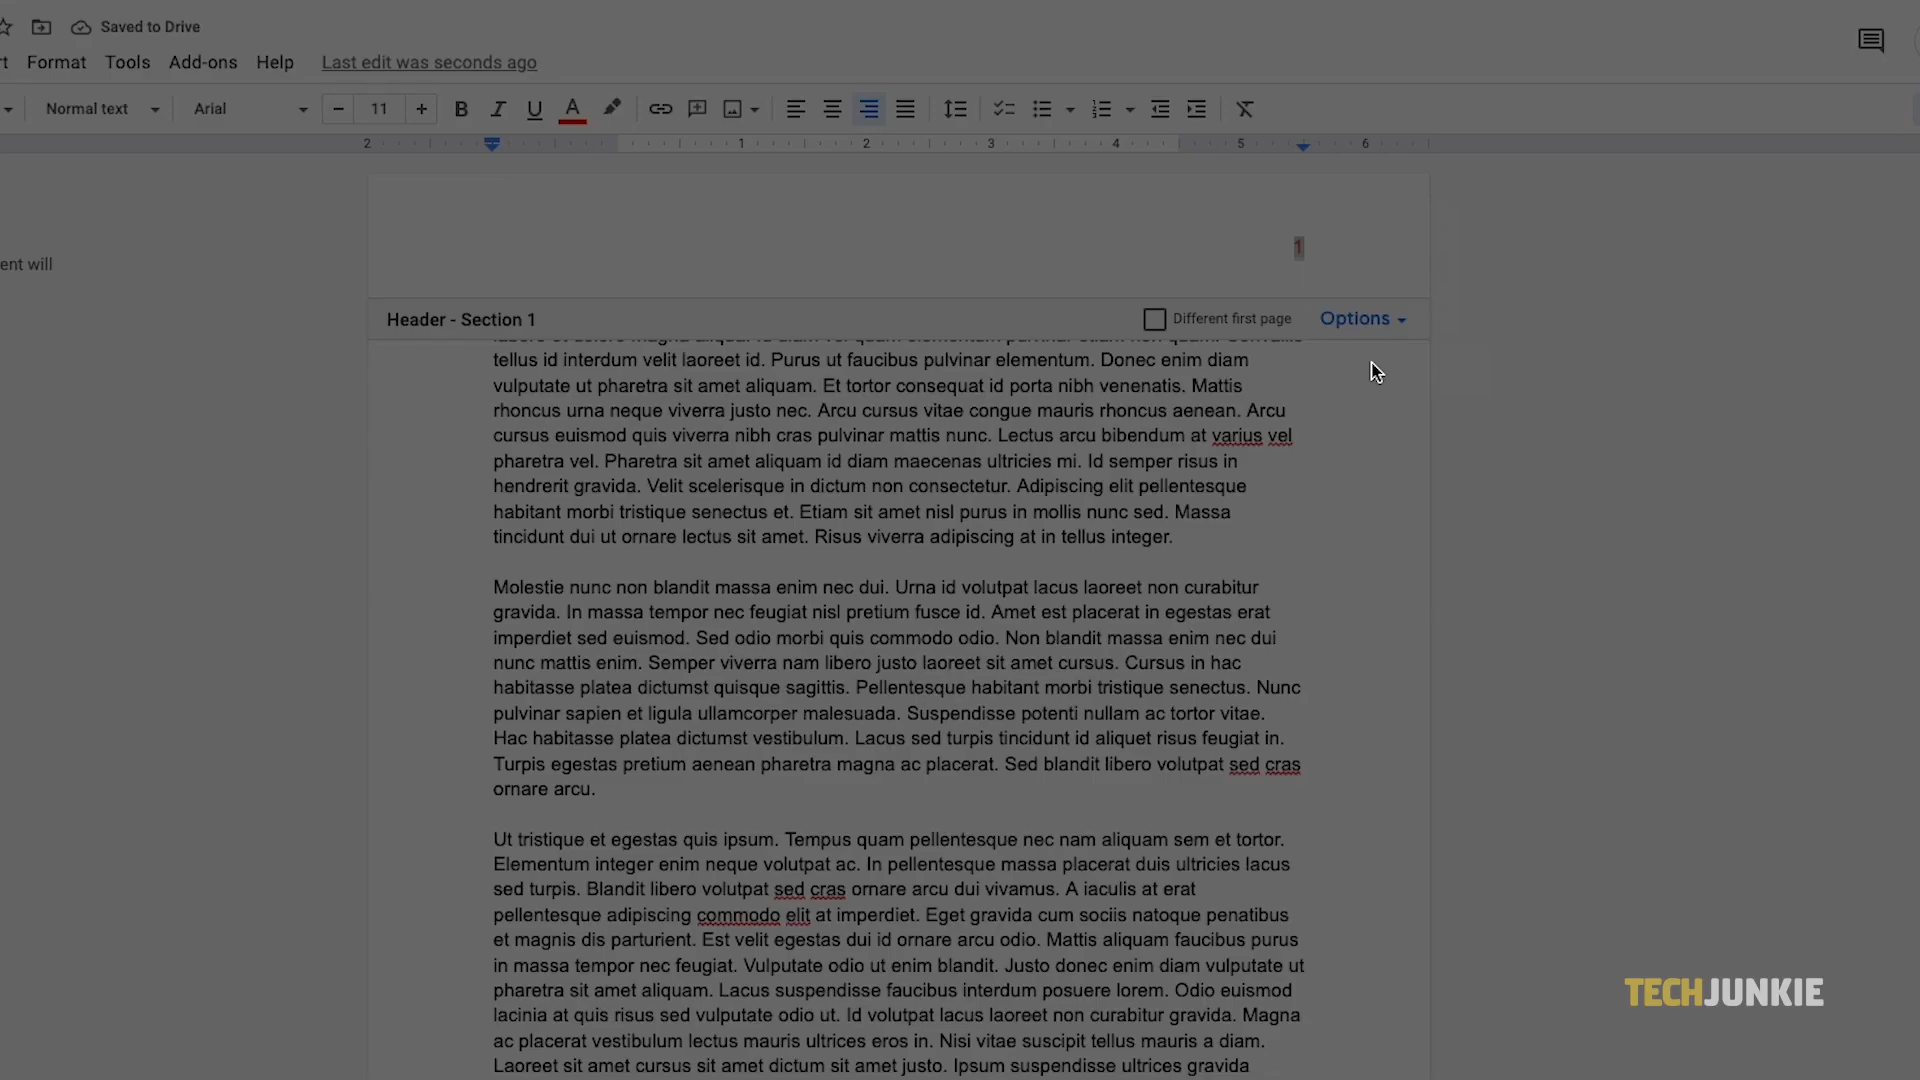 Saved to Drive
Format Tools Add-ons Help Last edit was seconds ago
Normal text Arial 11
2 1 2 3 4 5 6
1
ent will
Header - Section 1 Different first page Options
tellus id interdum velit laoreet id. Purus ut faucibus pulvinar elementum. Donec enim diam
vulputate ut pharetra sit amet aliquam. Et tortor consequat id porta nibh venenatis. Mattis
rhoncus urna neque viverra justo nec. Arcu cursus vitae congue mauris rhoncus aenean. Arcu
cursus euismod quis viverra nibh cras pulvinar mattis nunc. Lectus arcu bibendum at varius vel
pharetra vel. Pharetra sit amet aliquam id diam maecenas ultricies mi. Id semper risus in
hendrerit gravida. Velit scelerisque in dictum non consectetur. Adipiscing elit pellentesque
habitant morbi tristique senectus et. Etiam sit amet nisl purus in mollis nunc sed. Massa
tincidunt dui ut ornare lectus sit amet. Risus viverra adipiscing at in tellus integer.
Molestie nunc non blandit massa enim nec dui. Urna id volutpat lacus laoreet non curabitur
gravida. In massa tempor nec feugiat nisl pretium fusce id. Amet est placerat in egestas erat
imperdiet sed euismod. Sed odio morbi quis commodo odio. Non blandit massa enim nec dui
nunc mattis enim. Semper viverra nam libero justo laoreet sit amet cursus. Cursus in hac
habitasse platea dictumst quisque sagittis. Pellentesque habitant morbi tristique senectus. Nunc
pulvinar sapien et ligula ullamcorper malesuada. Suspendisse potenti nullam ac tortor vitae.
Hac habitasse platea dictumst vestibulum. Lacus sed turpis tincidunt id aliquet risus feugiat in.
Turpis egestas pretium aenean pharetra magna ac placerat. Sed blandit libero volutpat sed cras
ornare arcu.
Ut tristique et egestas quis ipsum. Tempus quam pellentesque nec nam aliquam sem et tortor.
Elementum integer enim neque volutpat ac. In pellentesque massa placerat duis ultricies lacus
sed turpis. Blandit libero volutpat sed cras ornare arcu dui vivamus. A iaculis at erat
pellentesque adipiscing commodo elit at imperdiet. Eget gravida cum sociis natoque penatibus
et magnis dis parturient. Est velit egestas dui id ornare arcu odio. Mattis aliquam faucibus purus
in massa tempor nec feugiat. Vulputate odio ut enim blandit. Justo donec enim diam vulputate ut
pharetra sit amet aliquam. Lacus suspendisse faucibus interdum posuere lorem. Odio euismod
lacinia at quis risus sed vulputate odio ut. Id volutpat lacus laoreet non curabitur gravida. Magna
ac placerat vestibulum lectus mauris ultrices eros in. Nisi vitae suscipit tellus mauris a diam.
Laoreet sit amet cursus sit amet dictum sit amet justo. Ipsum suspendisse ultrices gravida
TECHJUNKIE